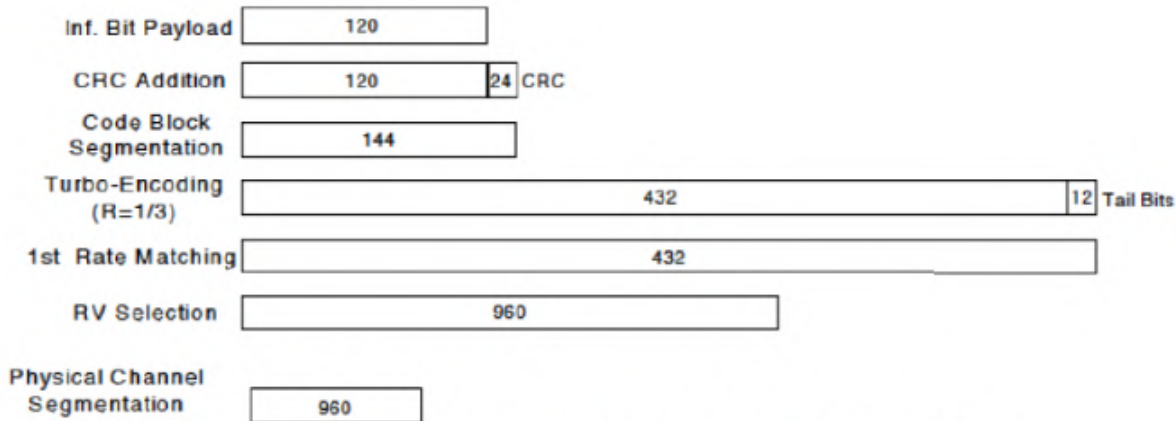 Inf. Bit Payload 120
CRC Addition 120 24 CRC
Code Block
Segmentation 144
Turbo-Encoding
(R=1/3) 432 12 Tail Bits
1st Rate Matching 432
RV Selection 960
Physical Channel
Segmentation 960